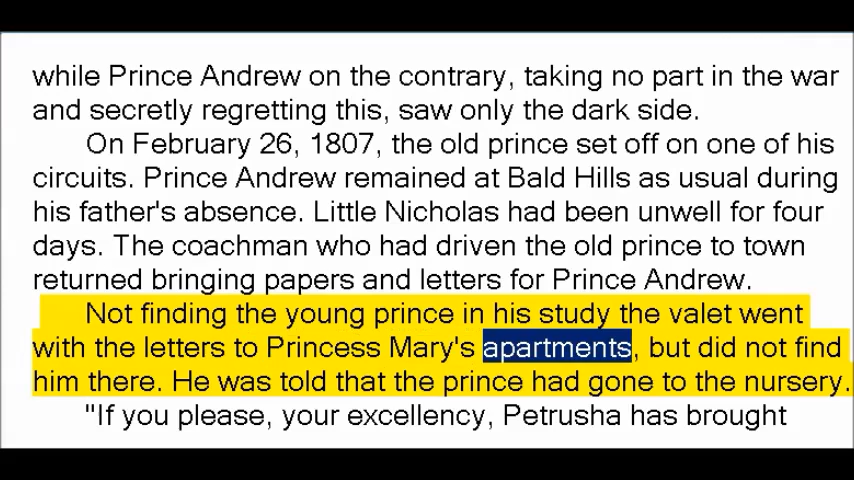 while Prince Andrew on the contrary, taking no part in the war
and secretly regretting this, saw only the dark side.
On February 26, 1807, the old prince set off on one of his
circuits. Prince Andrew remained at Bald Hills as usual during
his father's absence. Little Nicholas had been unwell for four
days. The coachman who had driven the old prince to town
returned bringing papers and letters for Prince Andrew.
Not finding the young prince in his study the valet went
with the letters to Princess Mary's apartments, but did not find
him there. He was told that the prince had gone to the nursery.
"If you please, your excellency, Petrusha has brought